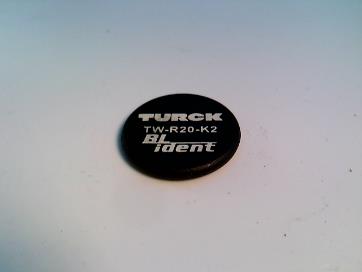 TURCK
TW-R20-K2
BL
ident